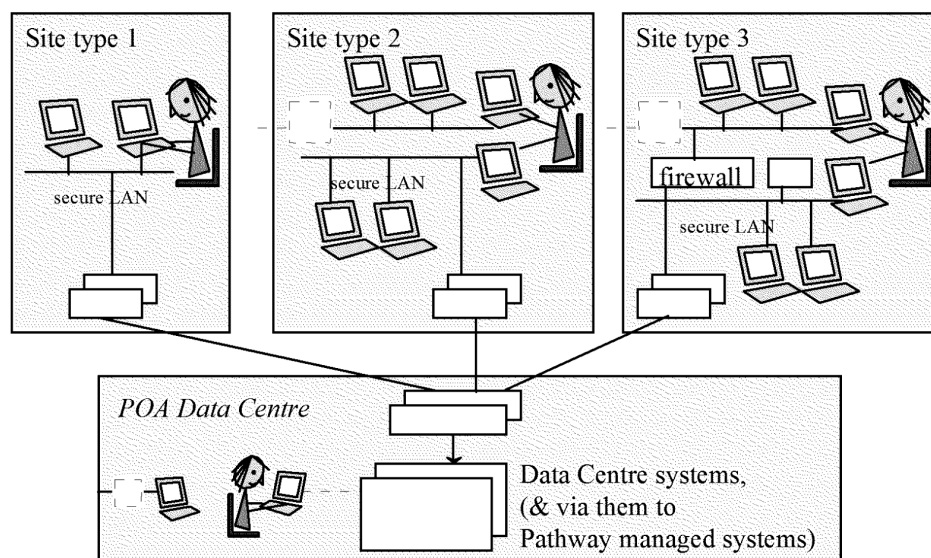 Site type 1
Site type 2
Site type 3
firewall
secure LAN
secure LAN
secure LAN
POA Data Centre
Data Centre systems,
(& via them to
Pathway managed systems)